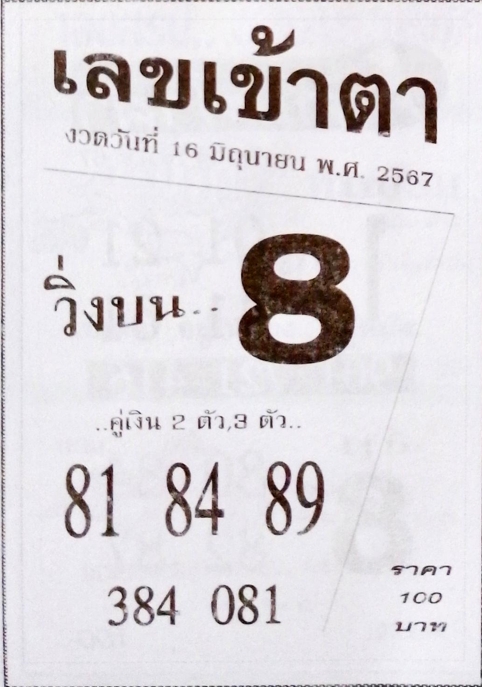 เลขเข้าตา
งวดวันที่ 16 มิถุนายน พ.ศ. 2567
วิ่งบน.. 8
..คู่เงิน 2 ตัว,3 ตัว..
81 84 89
384 081
ราคา
100
บาท